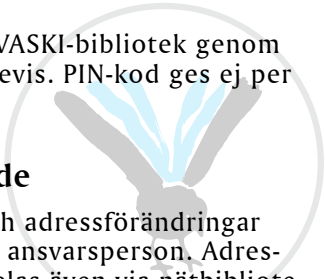 VASKI-bibliotek genom
evis. PIN-kod ges ej per
de
h adressförändringar
ansvarsperson. Adres-